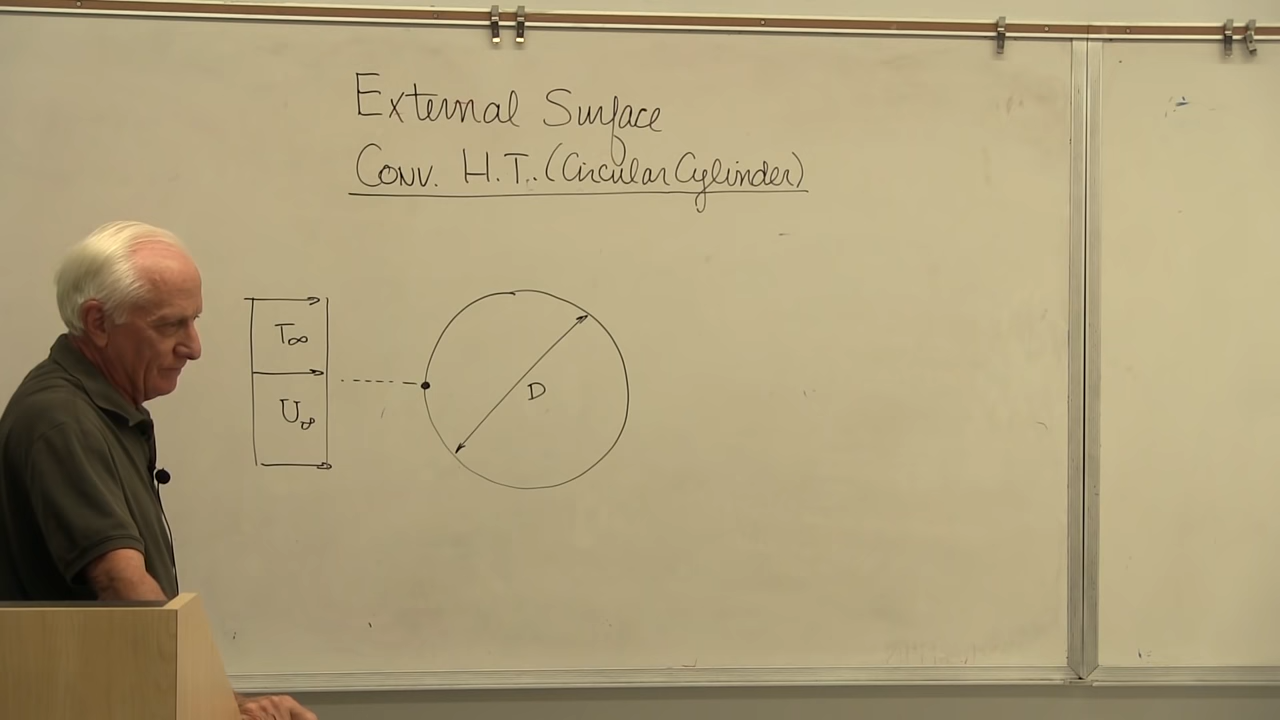 External Surface
Conv. H.T. (Circular Cylinder)
T∞
U∞
D